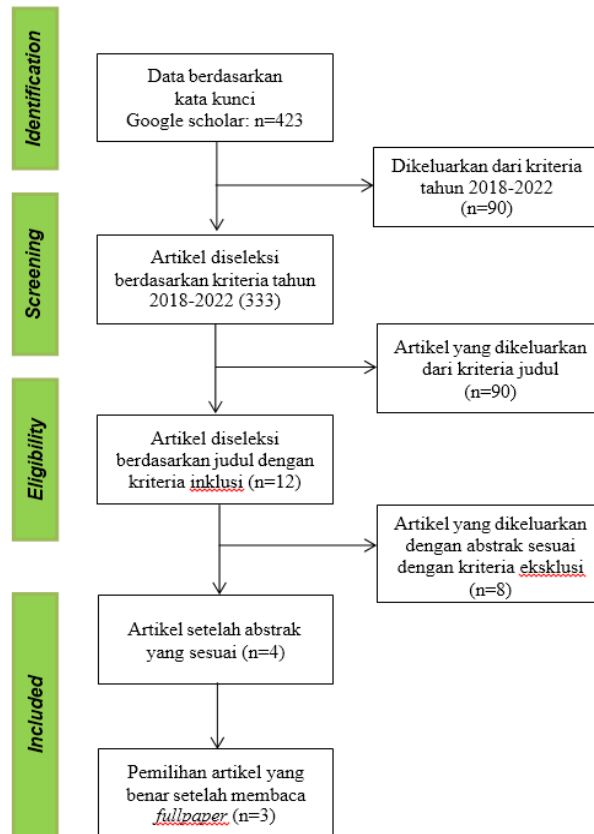 Identification
Data berdasarkan
kata kunci
Google scholar: n=423
Dikeluarkan dari kriteria
tahun 2018-2022
(n=90)
Screening
Artikel diseleksi
berdasarkan kriteria tahun
2018-2022 (333)
Artikel yang dikeluarkan
dari kriteria judul
(n=90)
Eligibility
Artikel diseleksi
berdasarkan judul dengan
kriteria inklusi (n=12)
Artikel yang dikeluarkan
dengan abstrak sesuai
dengan kriteria eksklusi
(n=8)
Included
Artikel setelah abstrak
yang sesuai (n=4)
Pemilihan artikel yang
benar setelah membaca
fullpaper (n=3)